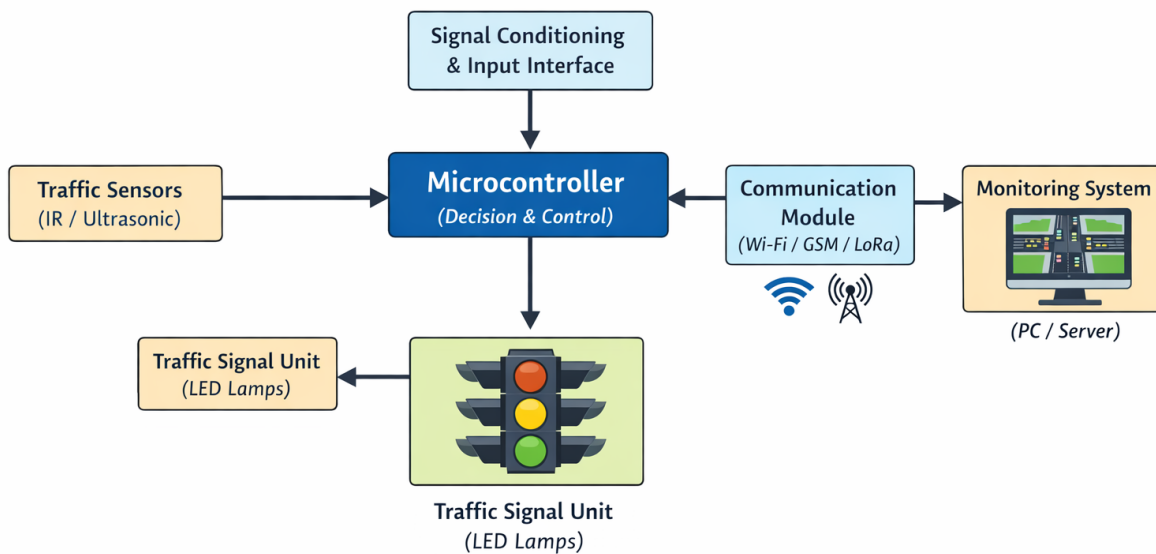 Signal Conditioning
& Input Interface
Traffic Sensors
(IR / Ultrasonic)
Microcontroller
(Decision & Control)
Communication
Module
(Wi-Fi / GSM / LoRa)
Monitoring System
(PC / Server)
Traffic Signal Unit
(LED Lamps)
Traffic Signal Unit
(LED Lamps)